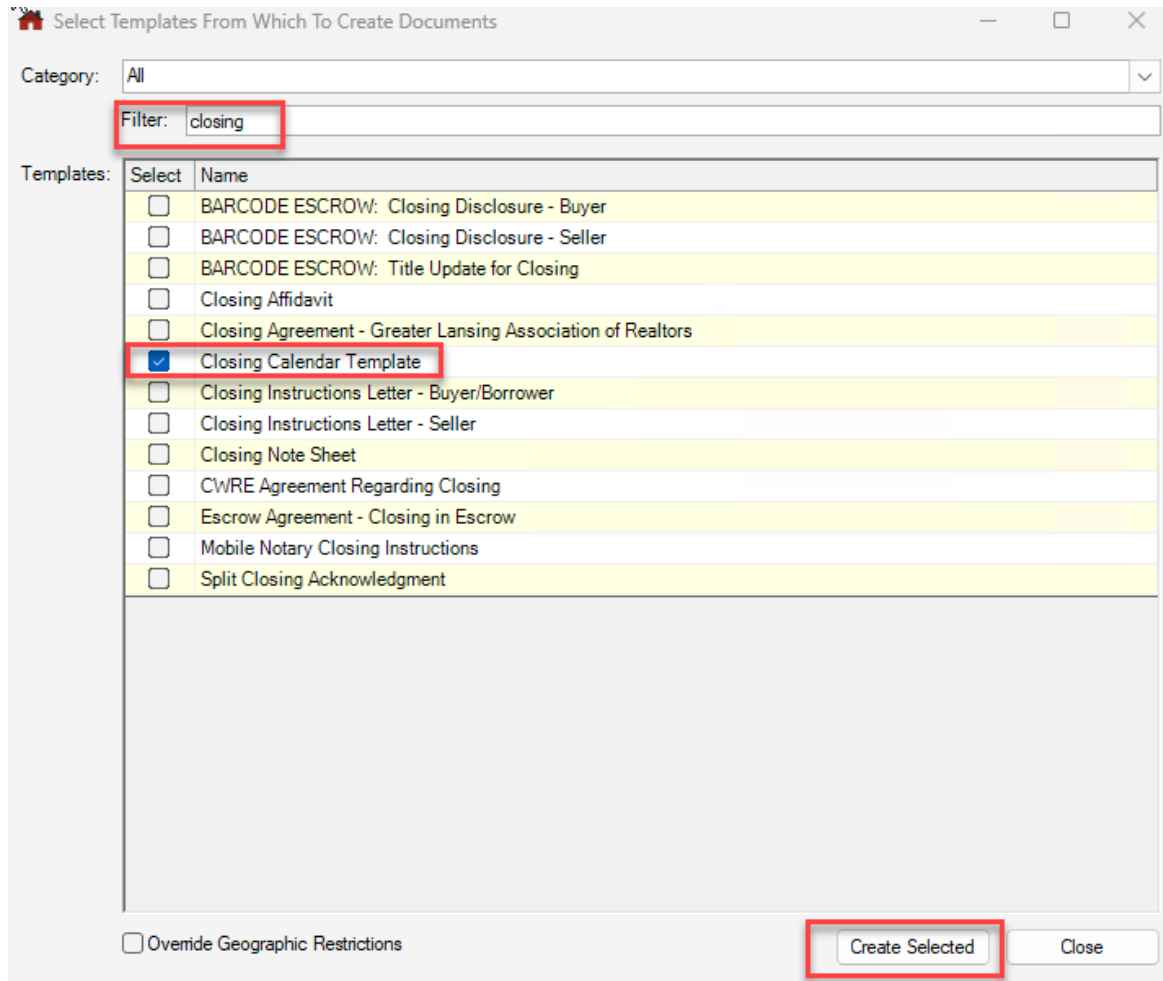 Select Templates From Which To Create Documents
Category: All
Filter: closing
Templates: Select Name
BARCODE ESCROW: Closing Disclosure - Buyer
BARCODE ESCROW: Closing Disclosure - Seller
BARCODE ESCROW: Title Update for Closing
Closing Affidavit
Closing Agreement - Greater Lansing Association of Realtors
Closing Calendar Template
Closing Instructions Letter - Buyer/Borrower
Closing Instructions Letter - Seller
Closing Note Sheet
CWRE Agreement Regarding Closing
Escrow Agreement - Closing in Escrow
Mobile Notary Closing Instructions
Split Closing Acknowledgment
Override Geographic Restrictions Create Selected Close